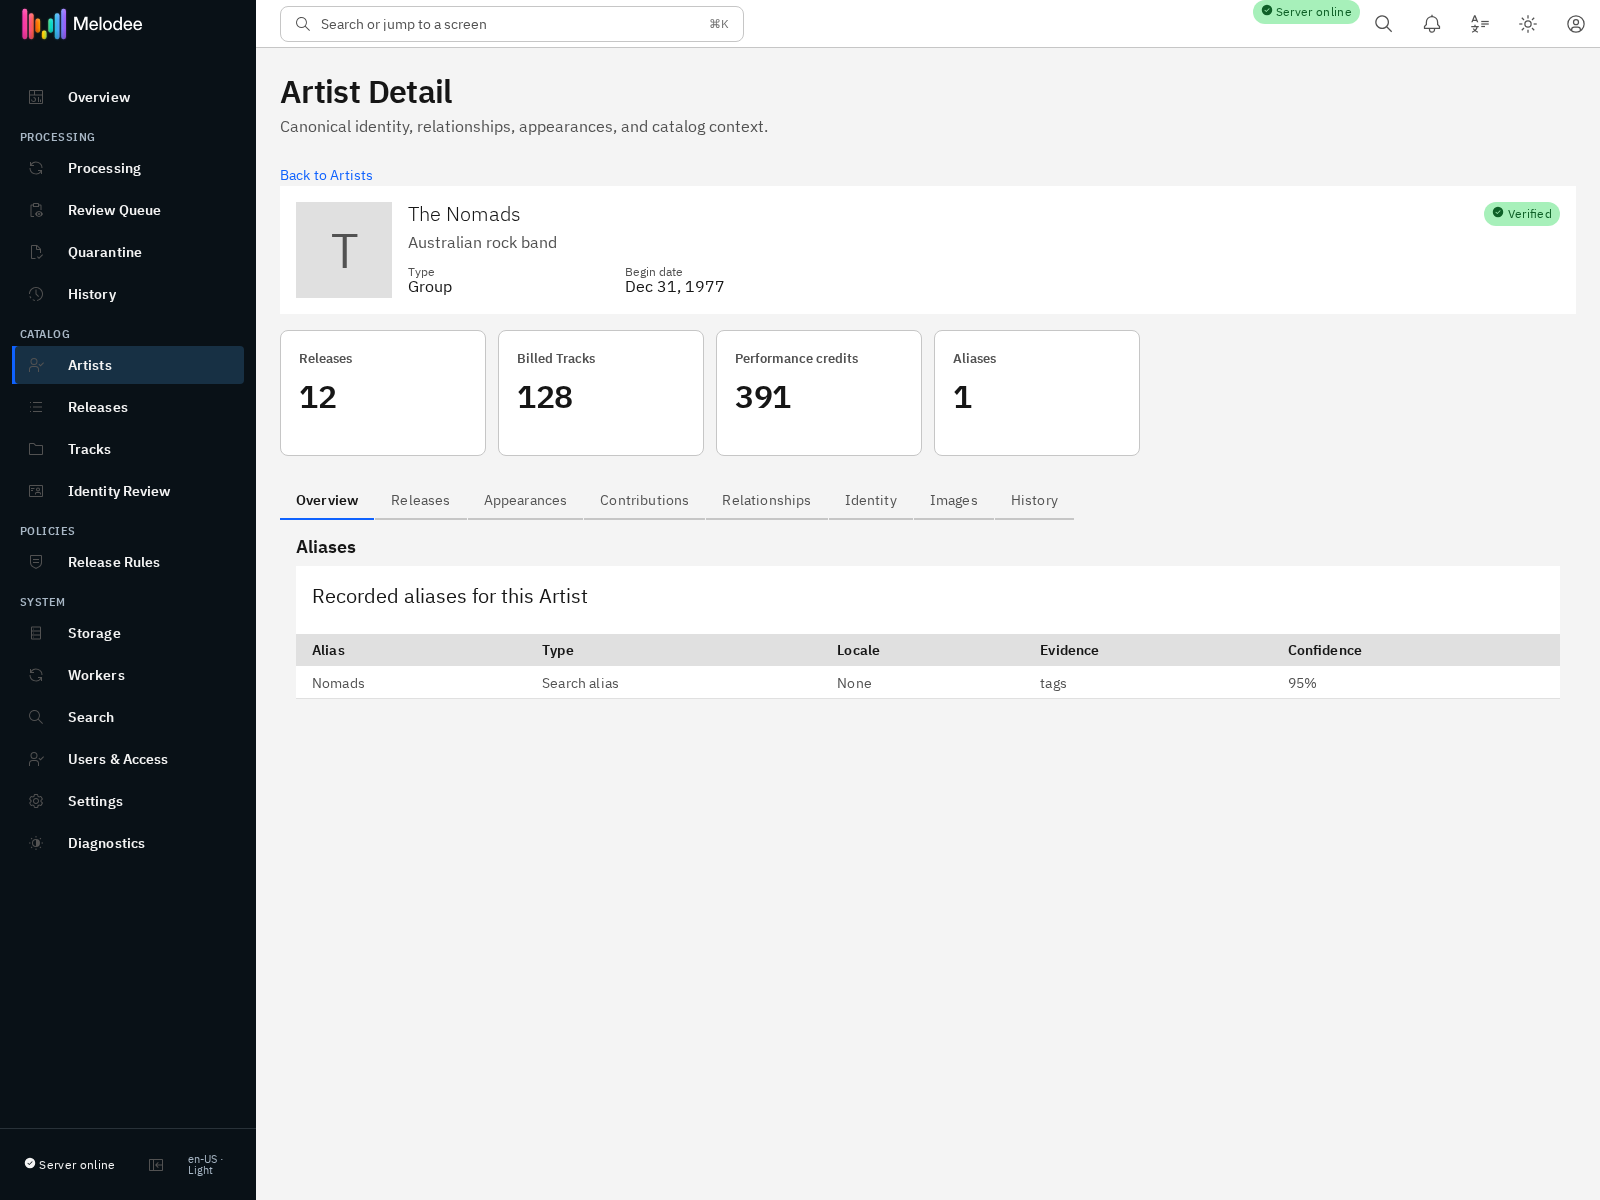 Melodee
Search or jump to a screen ⌘K
Server online
Overview
PROCESSING
Processing
Review Queue
Quarantine
History
CATALOG
Artists
Releases
Tracks
Identity Review
POLICIES
Release Rules
SYSTEM
Storage
Workers
Search
Users & Access
Settings
Diagnostics
Server online
en-US ·
Light
Artist Detail
Canonical identity, relationships, appearances, and catalog context.
Back to Artists
T
The Nomads
Verified
Australian rock band
Type Begin date
Group Dec 31, 1977
Releases Billed Tracks Performance credits Aliases
12 128 391 1
Overview Releases Appearances Contributions Relationships Identity Images History
Aliases
Recorded aliases for this Artist
Alias Type Locale Evidence Confidence
Nomads Search alias None tags 95%